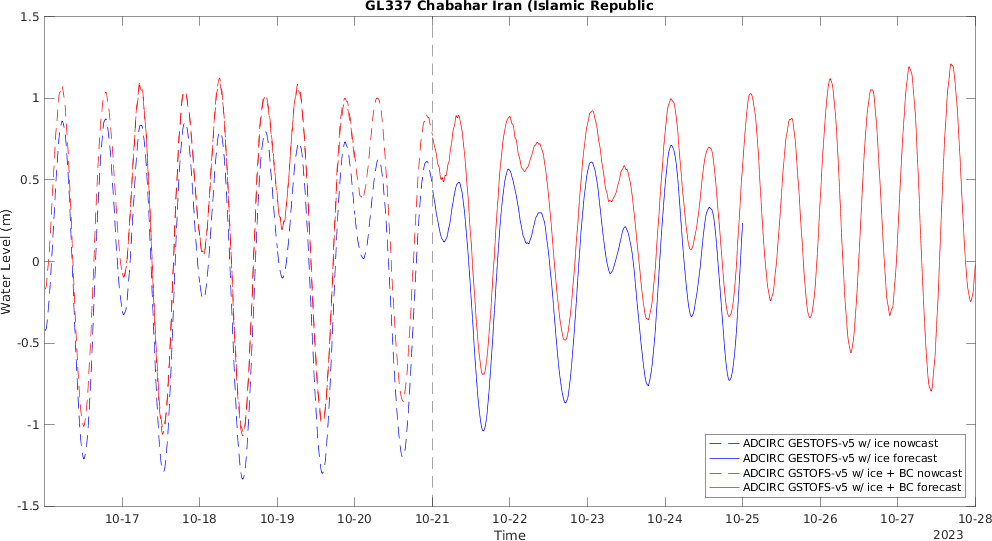 GL337 Chabahar Iran (Islamic Republic
1.5
1
0.5
0
-0.5
-1
-1.5
Water Level (m)
ADCIRC GESTOFS-v5 w/ ice nowcast
ADCIRC GESTOFS-v5 w/ ice forecast
ADCIRC GSTOFS-v5 w/ ice + BC nowcast
ADCIRC GSTOFS-v5 w/ ice + BC forecast
10-17 10-18 10-19 10-20 10-21 10-22 10-23 10-24 10-25 10-26 10-27 10-28
Time
2023